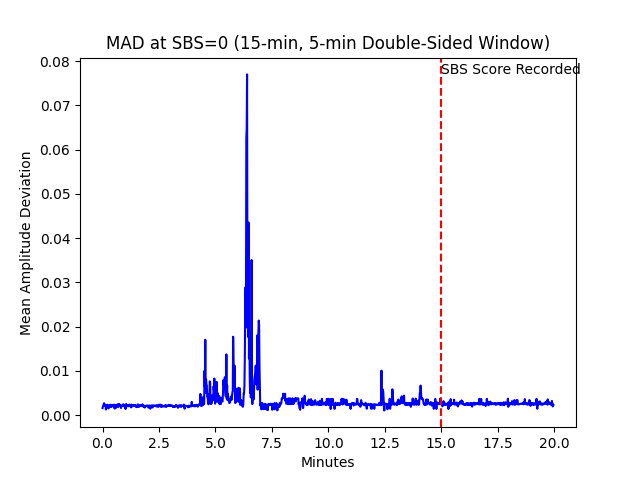 MAD at SBS=0 (15-min, 5-min Double-Sided Window)
SBS Score Recorded
0.08
0.07
0.06
0.05
0.04
0.03
0.02
0.01
0.00
Mean Amplitude Deviation
0.0 2.5 5.0 7.5 10.0 12.5 15.0 17.5 20.0
Minutes